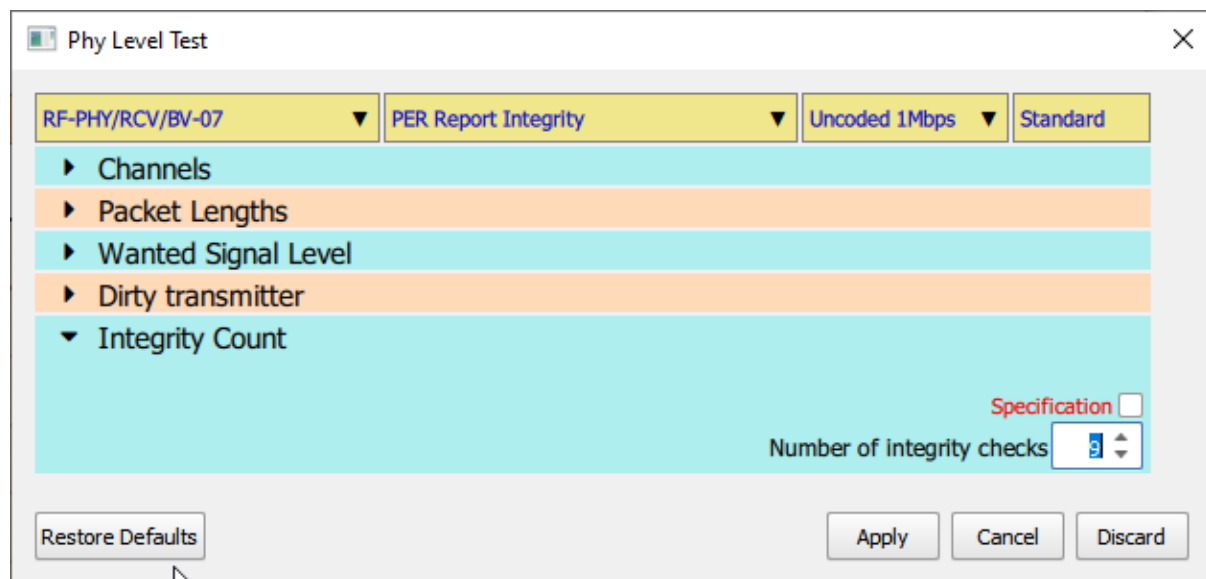 Phy Level Test
RF-PHY/RCV/BV-07 PER Report Integrity Uncoded 1Mbps Standard
Channels
Packet Lengths
Wanted Signal Level
Dirty transmitter
Integrity Count
Specification
Number of integrity checks 9
Restore Defaults Apply Cancel Discard